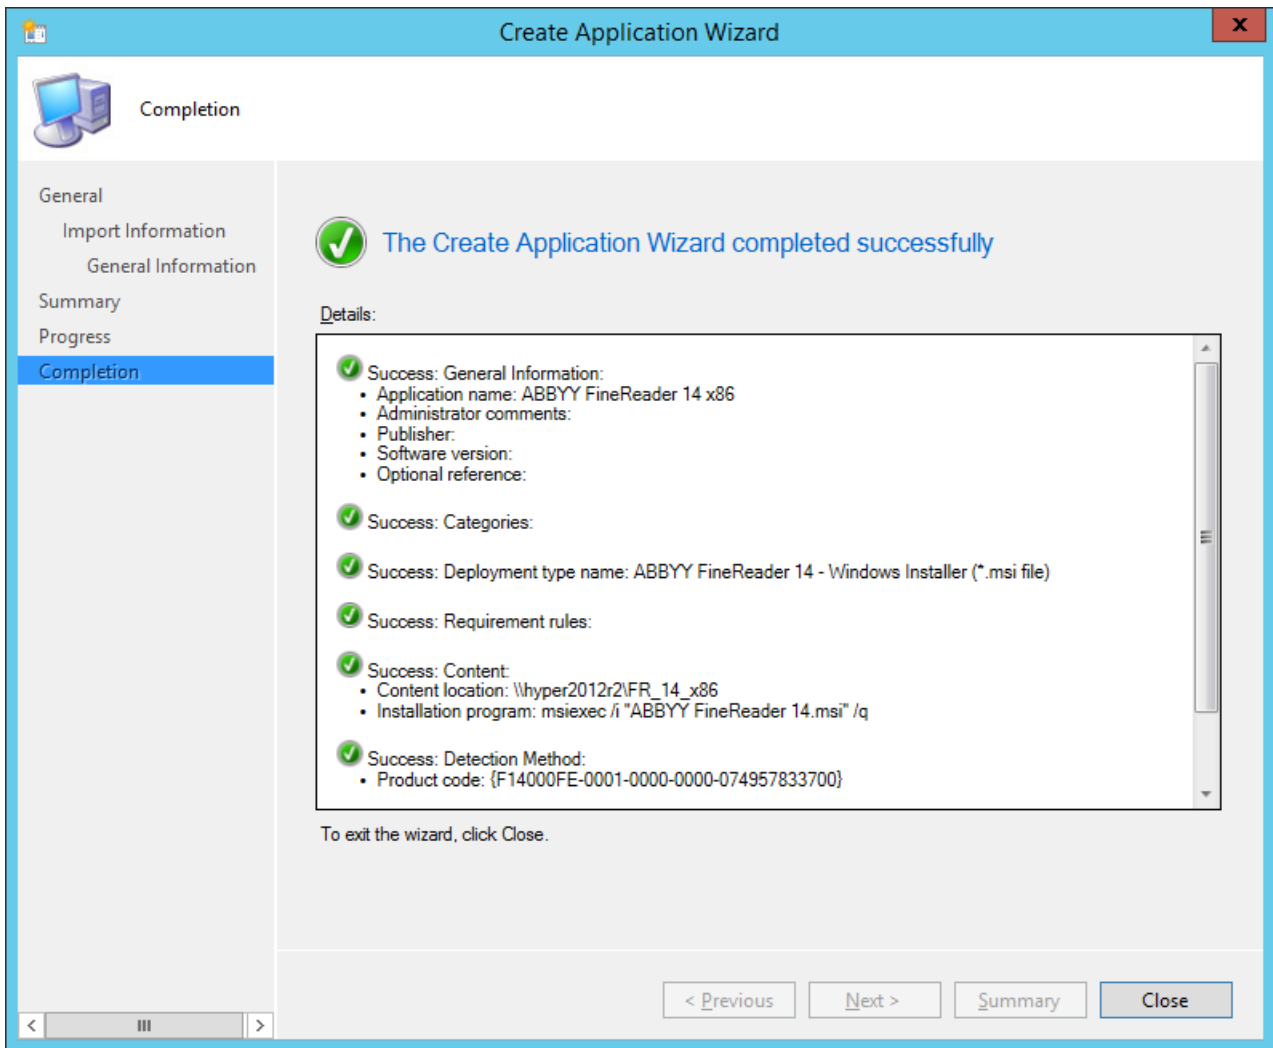 Create Application Wizard
x
Completion
General
Import Information
General Information
Summary
Progress
Completion
The Create Application Wizard completed successfully
Details:
Success: General Information:
• Application name: ABBYY FineReader 14 x86
• Administrator comments:
• Publisher:
• Software version:
• Optional reference:
Success: Categories:
Success: Deployment type name: ABBYY FineReader 14 - Windows Installer (*.msi file)
Success: Requirement rules:
Success: Content:
• Content location: \\hyper2012r2\FR_14_x86
• Installation program: msiexec /i "ABBYY FineReader 14.msi" /q
Success: Detection Method:
• Product code: {F14000FE-0001-0000-0000-074957833700}
To exit the wizard, click Close.
< Previous
Next >
Summary
Close